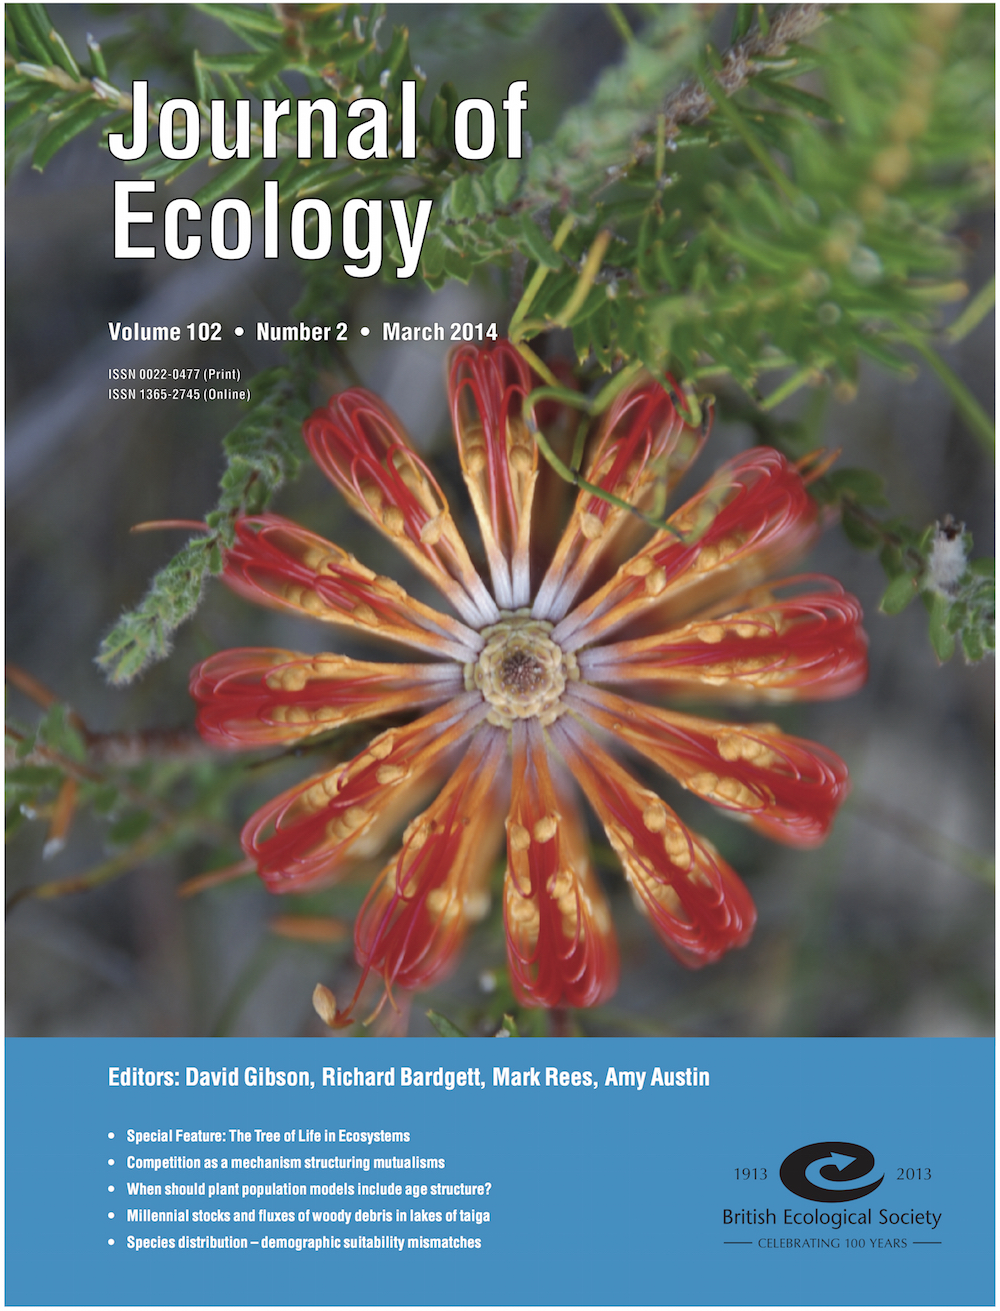 Journal of
Ecology
Volume 102 • Number 2 • March 2014
ISSN 0022-0477 (Print)
ISSN 1365-2745 (Online)
Editors: David Gibson, Richard Bardgett, Mark Rees, Amy Austin
• Special Feature: The Tree of Life in Ecosystems
• Competition as a mechanism structuring mutualisms
• When should plant population models include age structure?
• Millennial stocks and fluxes of woody debris in lakes of taiga
• Species distribution – demographic suitability mismatches
1913 2013
British Ecological Society
CELEBRATING 100 YEARS